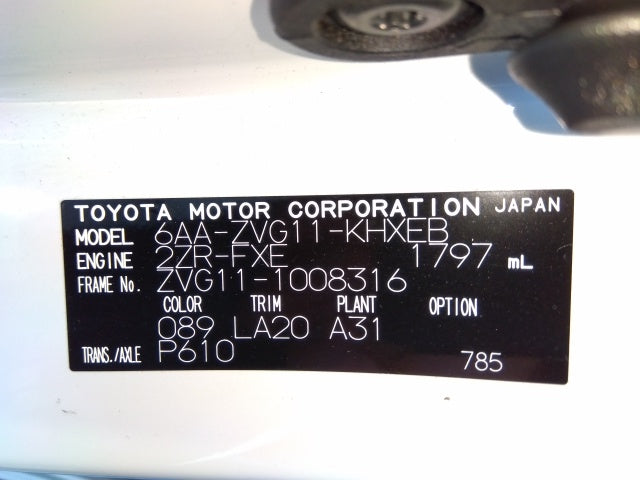 TOYOTA MOTOR CORPORATION JAPAN
MODEL 6AA-ZVG11-KHXEB
ENGINE 2ZR-FXE 1797 mL
FRAME No. ZVG11-1008316
COLOR TRIM PLANT OPTION
089 LA20 A31
TRANS./AXLE P610 785